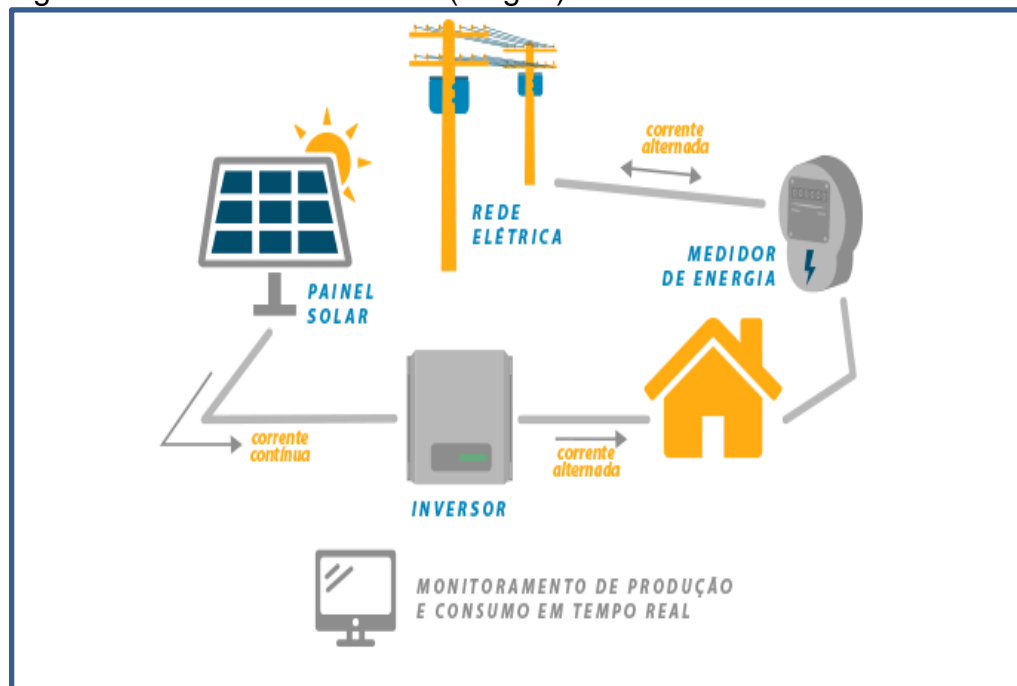 corrente
alternada
REDE
ELÉTRICA
MEDIDOR
DE ENERGIA
PAINEL
SOLAR
corrente
contínua
corrente
alternada
INVERSOR
MONITORAMENTO DE PRODUÇÃO
E CONSUMO EM TEMPO REAL